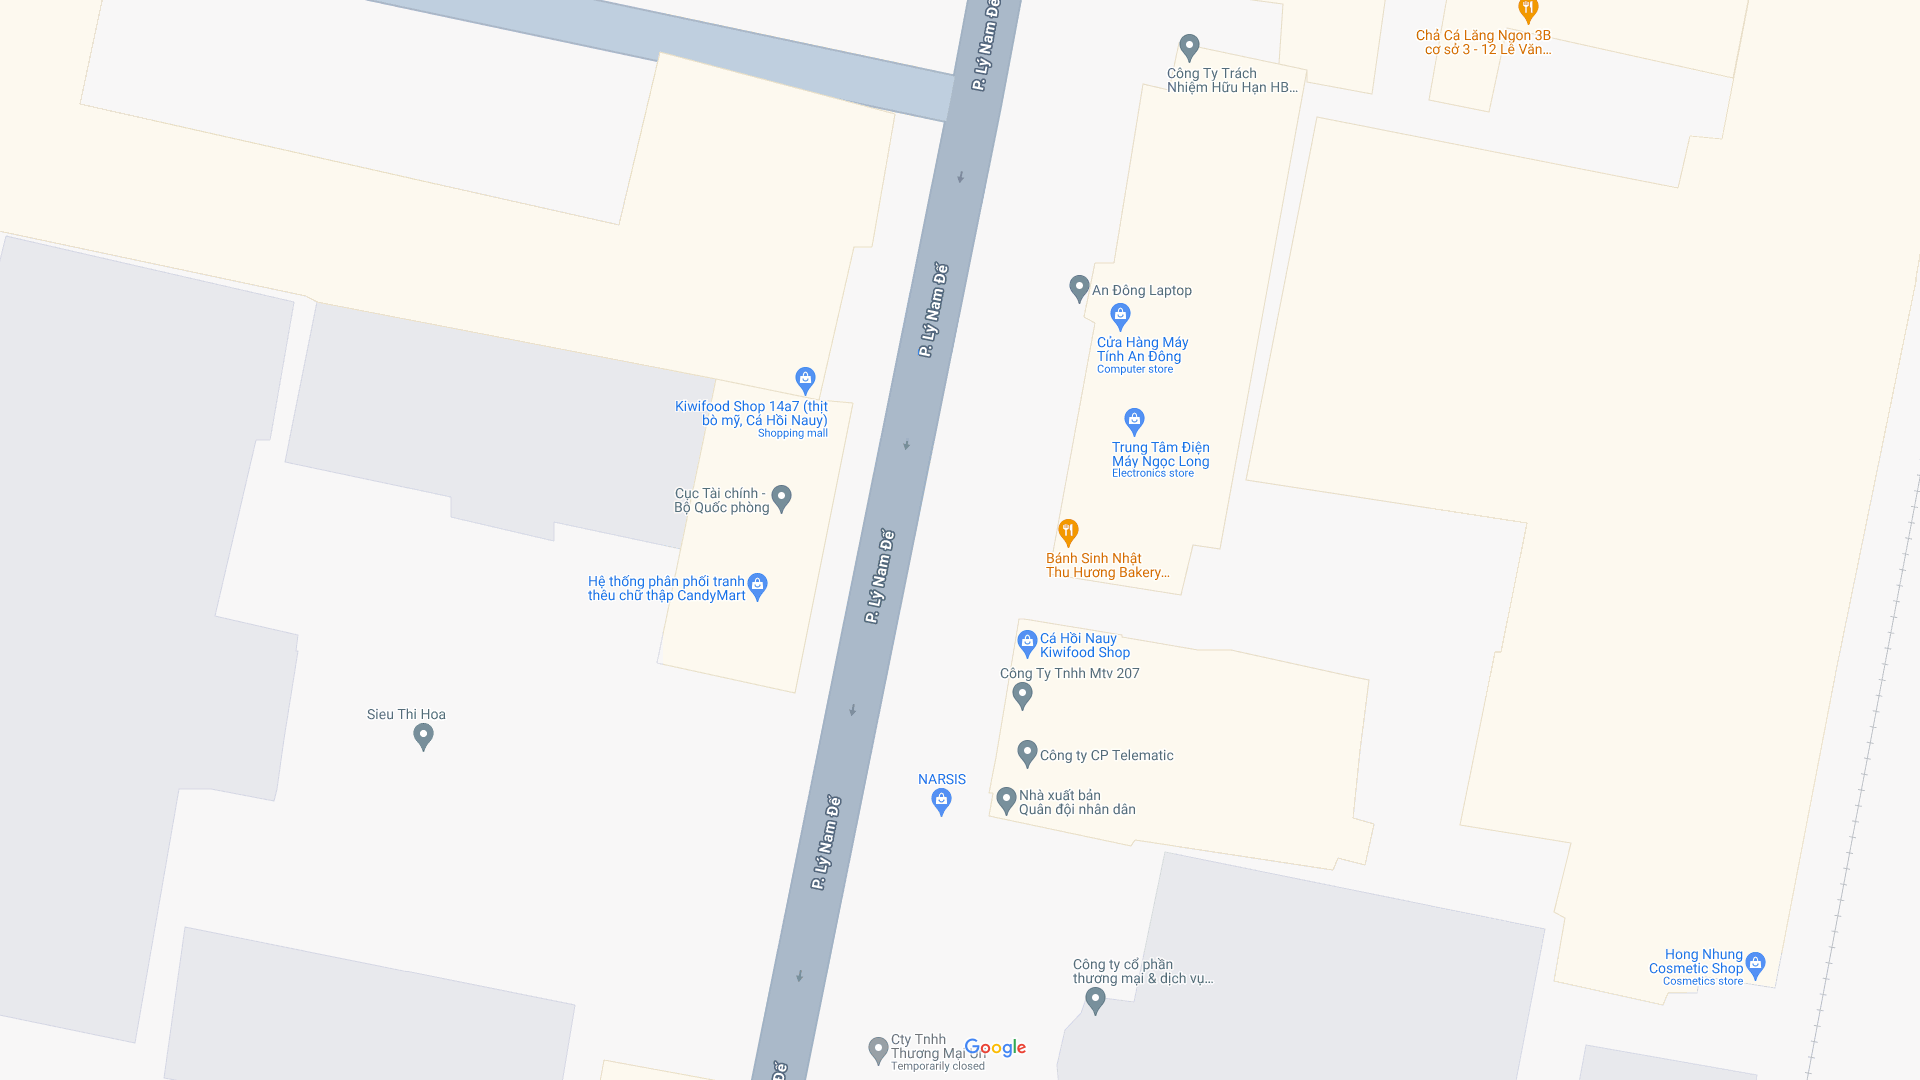 P. Lý Nam Đế
Chả Cá Lăng Ngon 3B
cơ sở 3 - 12 Lê Văn...
Công Ty Trách
Nhiệm Hữu Hạn HB...
P. Lý Nam Đế
An Đông Laptop
Cửa Hàng Máy
Tính An Đông
Computer store
Kiwifood Shop 14a7 (thịt
bò mỹ, Cá Hồi Nauy)
Shopping mall
Trung Tâm Điện
Máy Ngọc Long
Electronics store
Cục Tài chính -
Bộ Quốc phòng
P. Lý Nam Đế
Bánh Sinh Nhật
Thu Hương Bakery...
Hệ thống phân phối tranh
thêu chữ thập CandyMart
Cá Hồi Nauy
Kiwifood Shop
Công Ty Tnhh Mtv 207
Sieu Thi Hoa
Công ty CP Telematic
NARSIS
Nhà xuất bản
Quân đội nhân dân
P. Lý Nam Đế
Hong Nhung
Cosmetic Shop
Cosmetics store
Công ty cổ phần
thương mại & dịch vụ...
Cty Tnhh
Thương Mại
Temporarily closed
Google
Đế